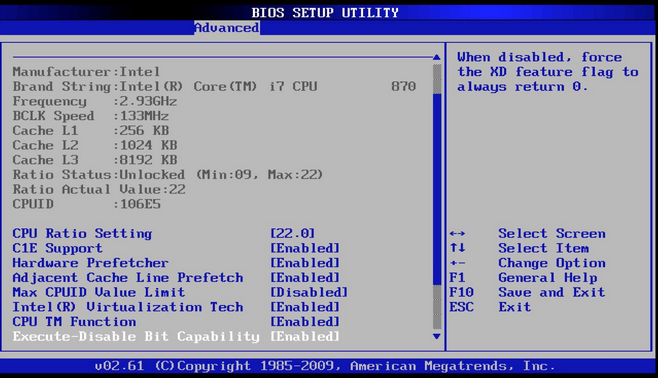 BIOS SETUP UTILITY
Advanced
Manufacturer:Intel
Brand String:Intel(R) Core(TM) i7 CPU 870
Frequency :2.93GHz
BCLK Speed :133MHz
Cache L1 :256 KB
Cache L2 :1024 KB
Cache L3 :8192 KB
Ratio Status:Unlocked (Min:09, Max:22)
Ratio Actual Value:22
CPUID :106E5
CPU Ratio Setting [22.0]
C1E Support [Enabled]
Hardware Prefetcher [Enabled]
Adjacent Cache Line Prefetch [Enabled]
Max CPUID Value Limit [Disabled]
Intel(R) Virtualization Tech [Enabled]
CPU TM Function [Enabled]
Execute-Disable Bit Capability [Enabled]
When disabled, force
the XD feature flag to
always return 0.
↔ Select Screen
↑↓ Select Item
+- Change Option
F1 General Help
F10 Save and Exit
ESC Exit
v02.61 (C)Copyright 1985-2009, American Megatrends, Inc.